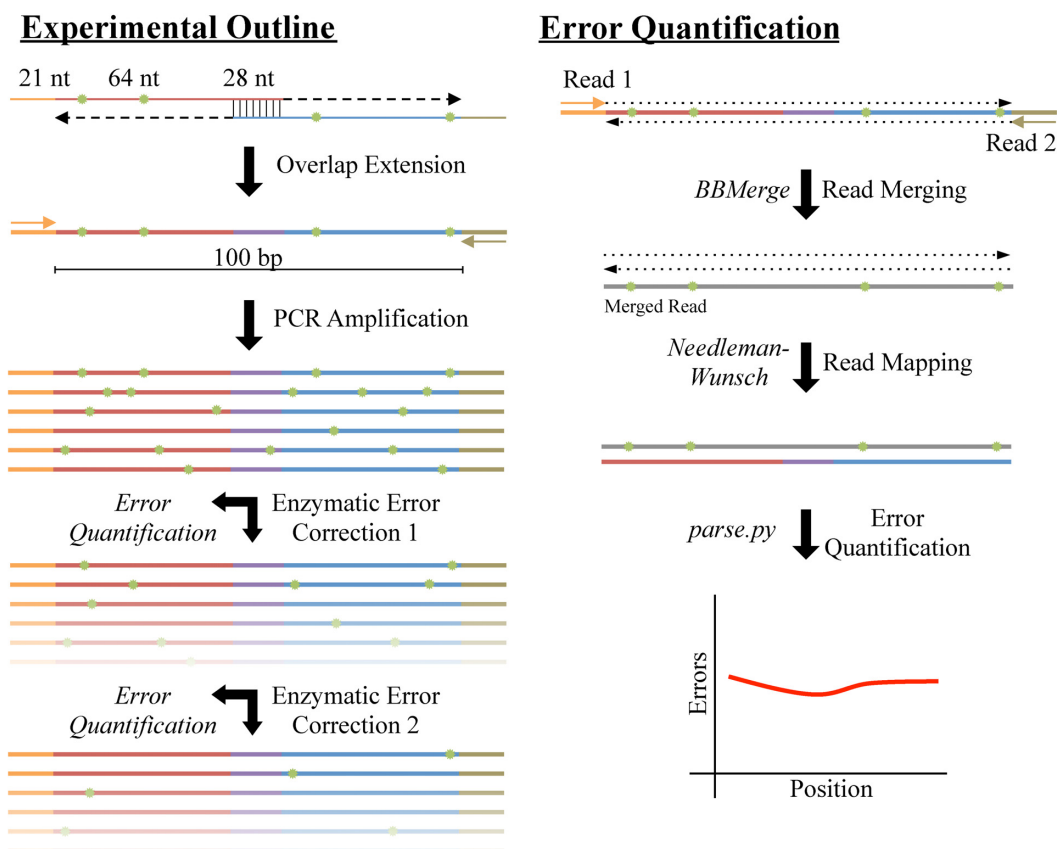 Experimental Outline
21 nt 64 nt 28 nt
Overlap Extension
100 bp
PCR Amplification
Error
Quantification
Enzymatic Error
Correction 1
Error
Quantification
Enzymatic Error
Correction 2
Error Quantification
Read 1
Read 2
BBMerge Read Merging
Merged Read
Needleman-
Wunsch
Read Mapping
parse.py
Error
Quantification
Errors
Position